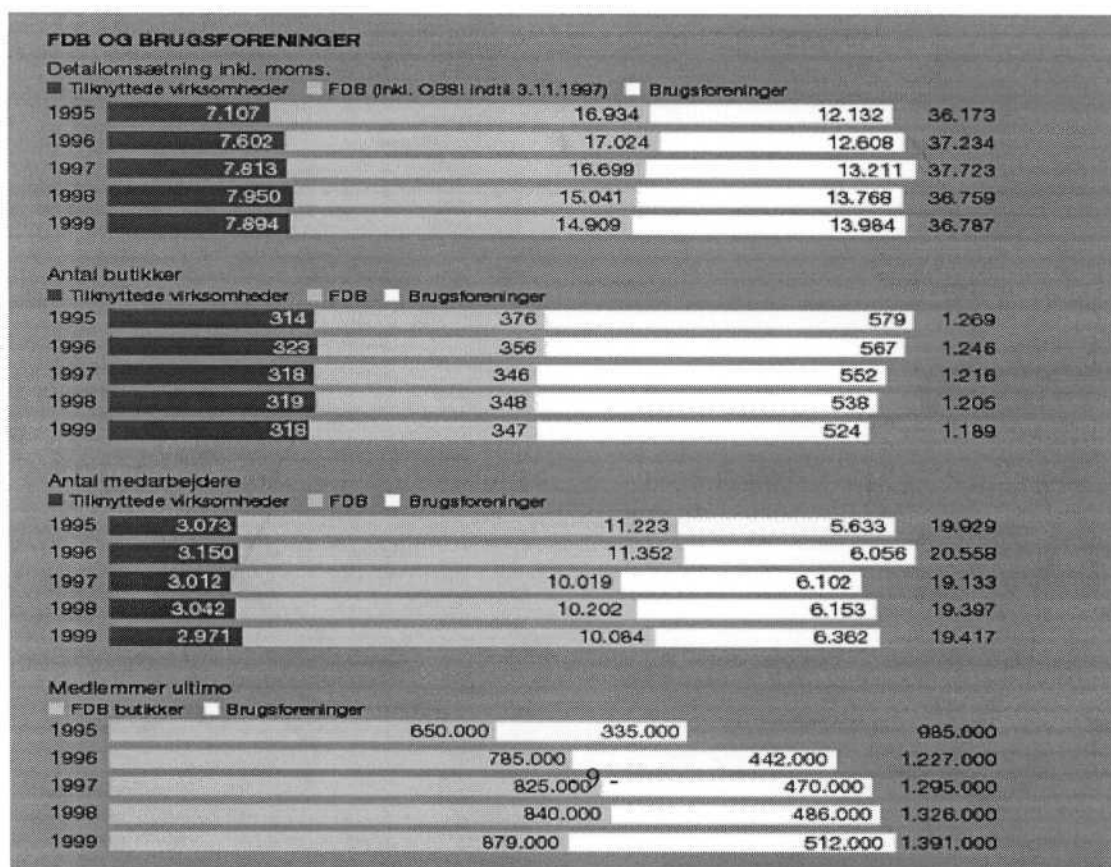 FDB OG BRUGSFORENINGER
Detailomsætning inkl. moms.
Tilknyttede virksomheder FDB (inkl. OBS! indtil 3.11.1997) Brugsforeninger
1995 7.107 16.934 12.132 36.173
1996 7.602 17.024 12.608 37.234
1997 7.813 16.699 13.211 37.723
1998 7.950 15.041 13.768 36.759
1999 7.894 14.909 13.984 36.787
Antal butikker
Tilknyttede virksomheder FDB Brugsforeninger
1995 314 376 579 1.269
1996 323 356 567 1.246
1997 318 346 552 1.216
1998 319 348 538 1.205
1999 318 347 524 1.189
Antal medarbejdere
Tilknyttede virksomheder FDB Brugsforeninger
1995 3.073 11.223 5.633 19.929
1996 3.150 11.352 6.056 20.558
1997 3.012 10.019 6.102 19.133
1998 3.042 10.202 6.153 19.397
1999 2.971 10.084 6.362 19.417
Medlemmer ultimo
FDB butikker Brugsforeninger
1995 650.000 335.000 985.000
1996 785.000 442.000 1.227.000
1997 825.000 9 - 470.000 1.295.000
1998 840.000 486.000 1.326.000
1999 879.000 512.000 1.391.000